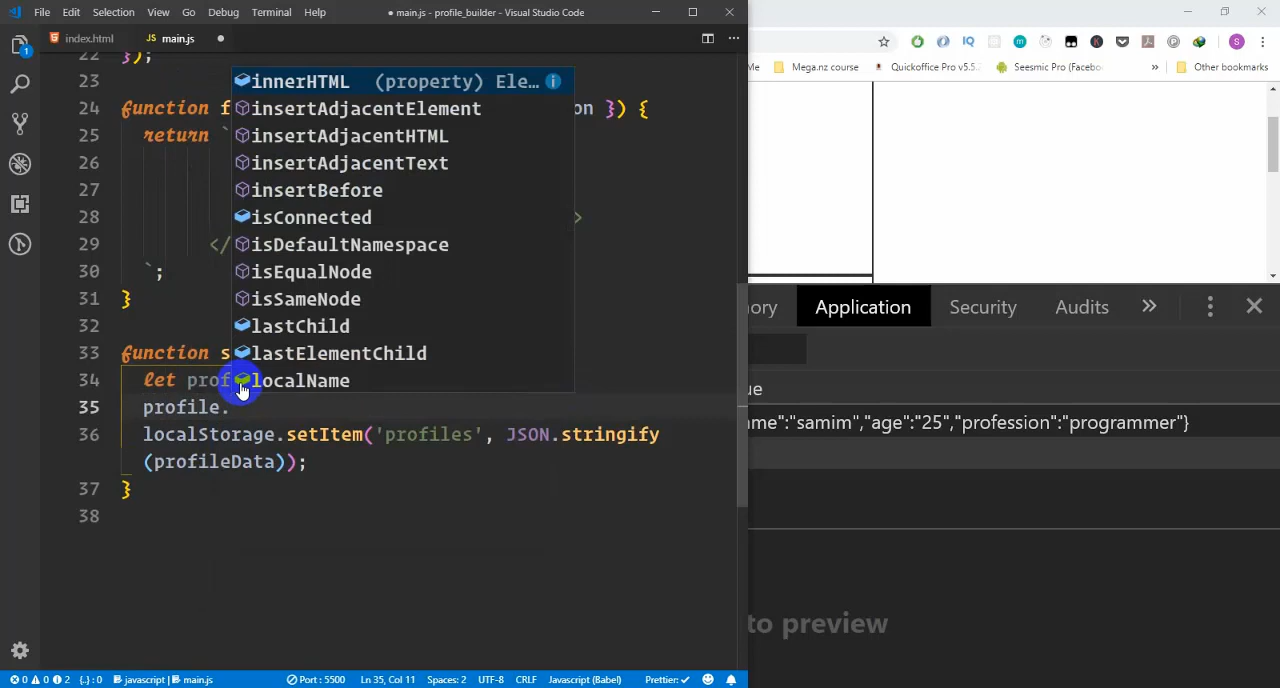 File Edit Selection View Go Debug Terminal Help
● main.js - profile_builder - Visual Studio Code
index.html
JS main.js ●
22 });
23
24 function f on }) {
25 return `
26
27
28 >
29 </
30 `;
31 }
32
33 function s
34 let prof
35 profile.
36 localStorage.setItem('profiles', JSON.stringify
(profileData));
37 }
38
innerHTML (property) Ele…
insertAdjacentElement
insertAdjacentHTML
insertAdjacentText
insertBefore
isConnected
isDefaultNamespace
isEqualNode
isSameNode
lastChild
lastElementChild
localName
Me Mega.nz course Quickoffice Pro v5.5. Seesmic Pro (Facebo » Other bookmarks
ory Application Security Audits »
ue
me":"samim","age":"25","profession":"programmer"}
to preview
0 0 2 {..} : 0 javascript | main.js Port : 5500 Ln 35, Col 11 Spaces: 2 UTF-8 CRLF Javascript (Babel) Prettier: ✓